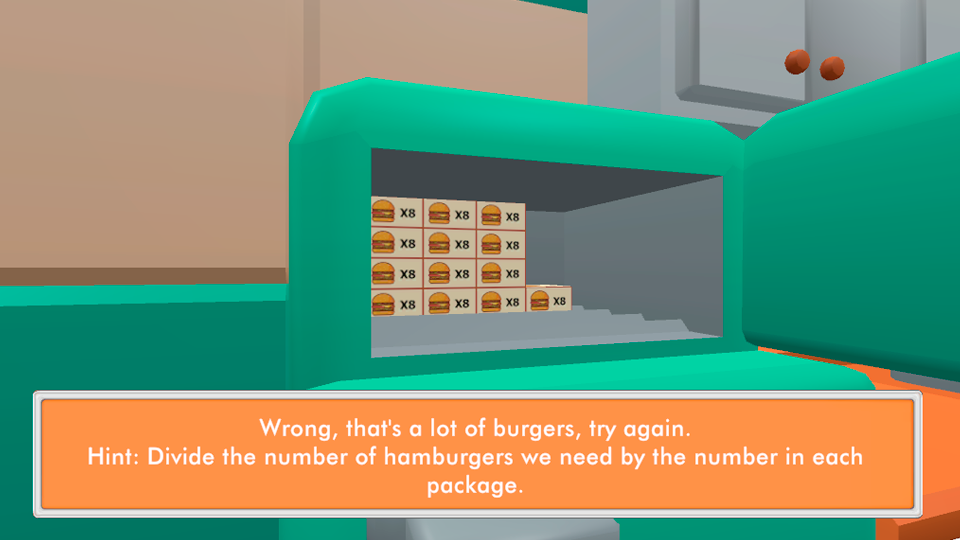 X8 X8 X8
X8 X8 X8
X8 X8 X8
X8 X8 X8 X8
Wrong, that's a lot of burgers, try again.
Hint: Divide the number of hamburgers we need by the number in each
package.